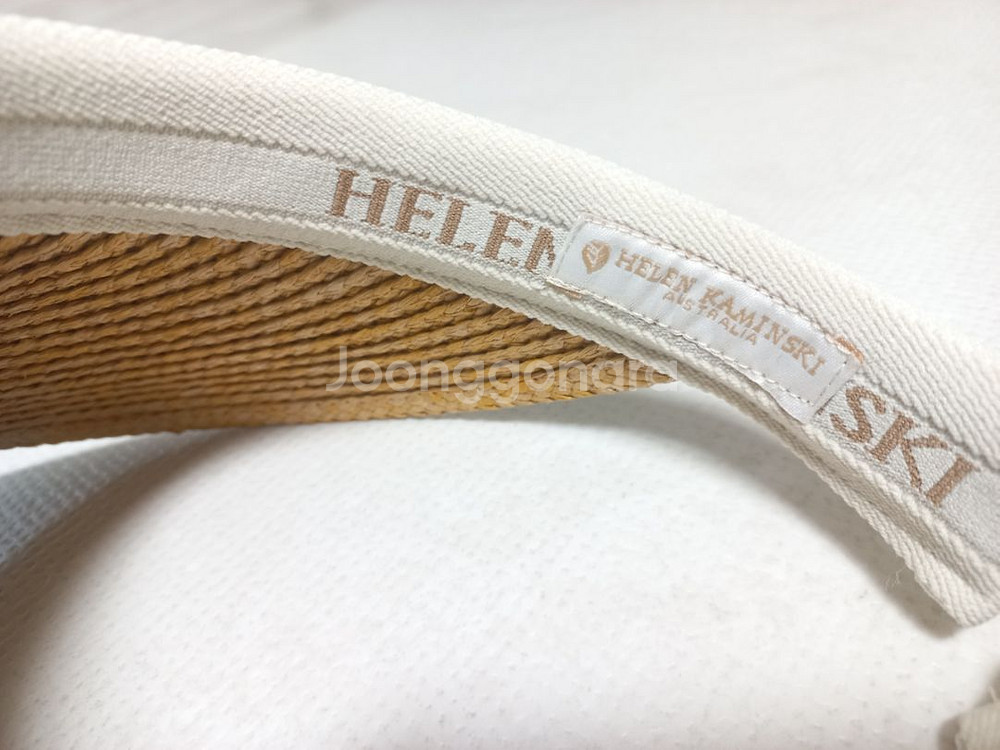 HELEN
HELEN KAMINSKI
AUSTRALIA
SKI
Joonggonara